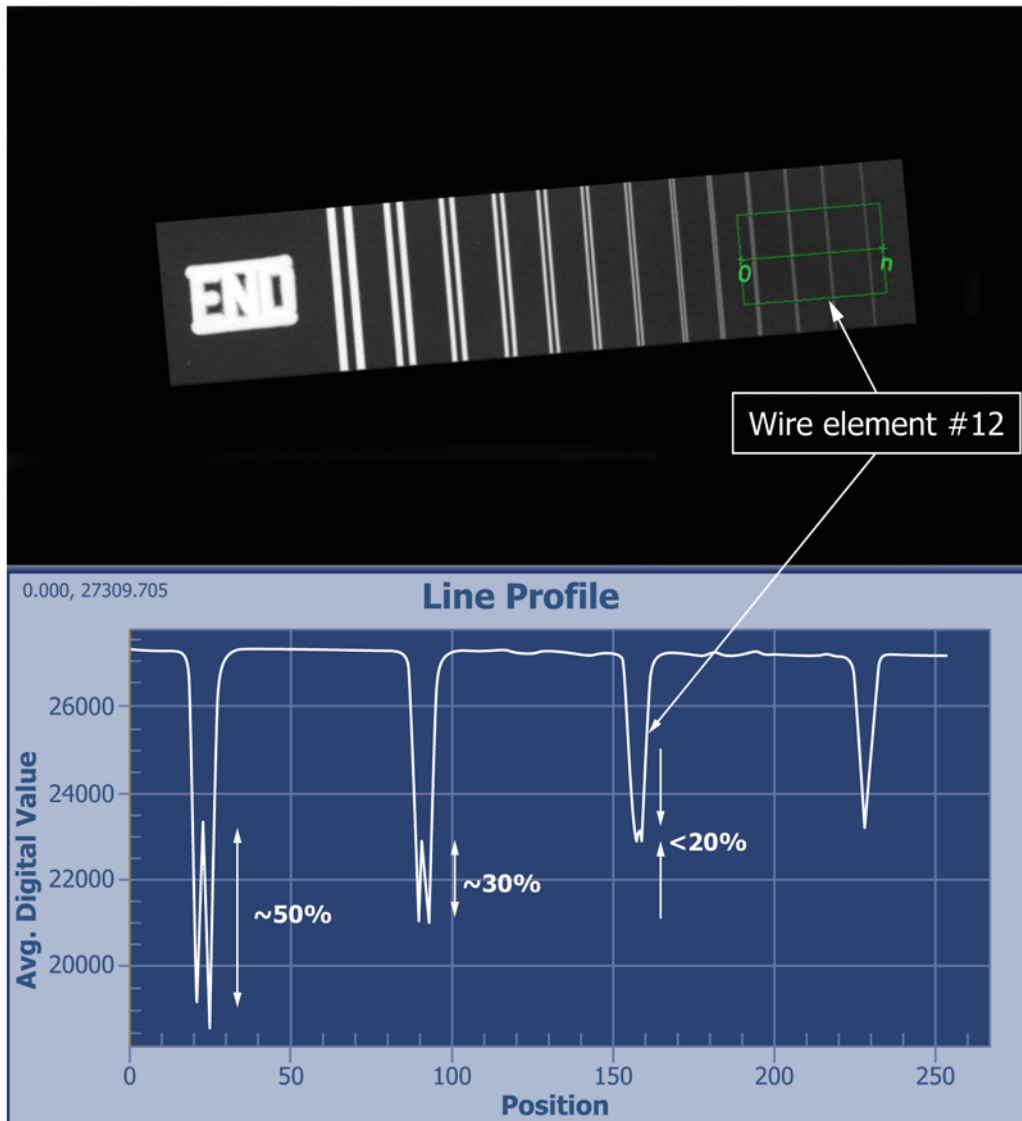 END
0
n
Wire element #12
0.000, 27309.705
Line Profile
Avg. Digital Value
26000
24000
22000
20000
~50%
~30%
<20%
0
50
100
150
200
250
Position